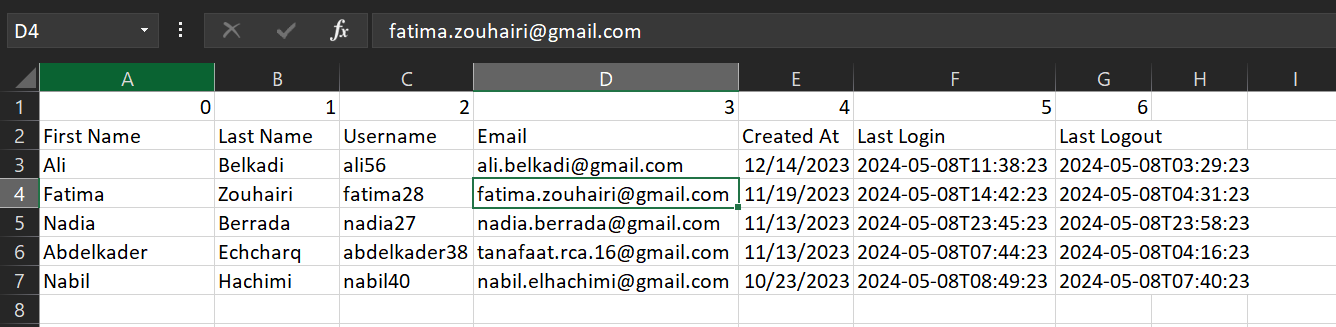 D4 fx fatima.zouhairi@gmail.com
A B C D E F G H I
1 0 1 2 3 4 5 6
2 First Name Last Name Username Email Created At Last Login Last Logout
3 Ali Belkadi ali56 ali.belkadi@gmail.com 12/14/2023 2024-05-08T11:38:23 2024-05-08T03:29:23
4 Fatima Zouhairi fatima28 fatima.zouhairi@gmail.com 11/19/2023 2024-05-08T14:42:23 2024-05-08T04:31:23
5 Nadia Berrada nadia27 nadia.berrada@gmail.com 11/13/2023 2024-05-08T23:45:23 2024-05-08T23:58:23
6 Abdelkader Echcharq abdelkader38 tanafaat.rca.16@gmail.com 11/13/2023 2024-05-08T07:44:23 2024-05-08T04:16:23
7 Nabil Hachimi nabil40 nabil.elhachimi@gmail.com 10/23/2023 2024-05-08T08:49:23 2024-05-08T07:40:23
8